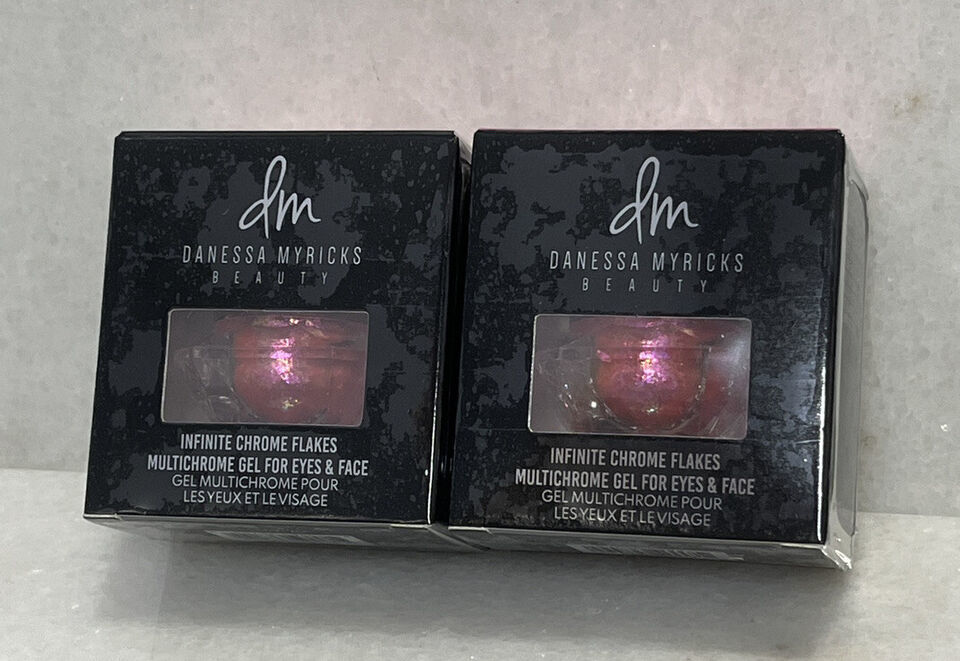 dm
DANESSA MYRICKS
BEAUTY
INFINITE CHROME FLAKES
MULTICHROME GEL FOR EYES & FACE
GEL MULTICHROME POUR
LES YEUX ET LE VISAGE
dm
DANESSA MYRICKS
BEAUTY
INFINITE CHROME FLAKES
MULTICHROME GEL FOR EYES & FACE
GEL MULTICHROME POUR
LES YEUX ET LE VISAGE